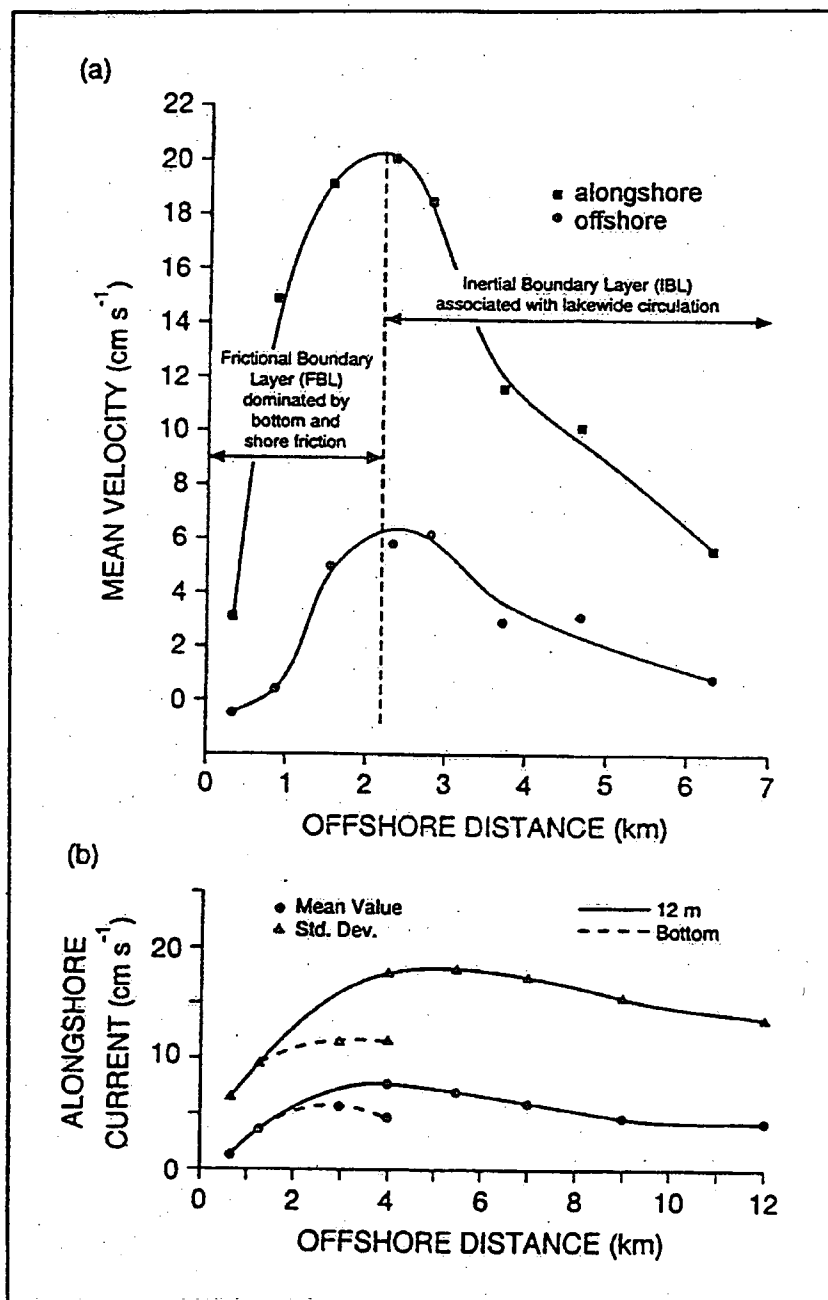 (a)
MEAN VELOCITY (cm s⁻¹)
22
20
18
16
14
12
10
8
6
4
2
0
alongshore
offshore
Inertial Boundary Layer (IBL)
associated with lakewide circulation
Frictional Boundary
Layer (FBL)
dominated by
bottom and
shore friction
0 1 2 3 4 5 6 7
OFFSHORE DISTANCE (km)
(b)
ALONGSHORE
CURRENT (cm s⁻¹)
20
10
0
Mean Value
Std. Dev.
12 m
Bottom
0 2 4 6 8 10 12
OFFSHORE DISTANCE (km)